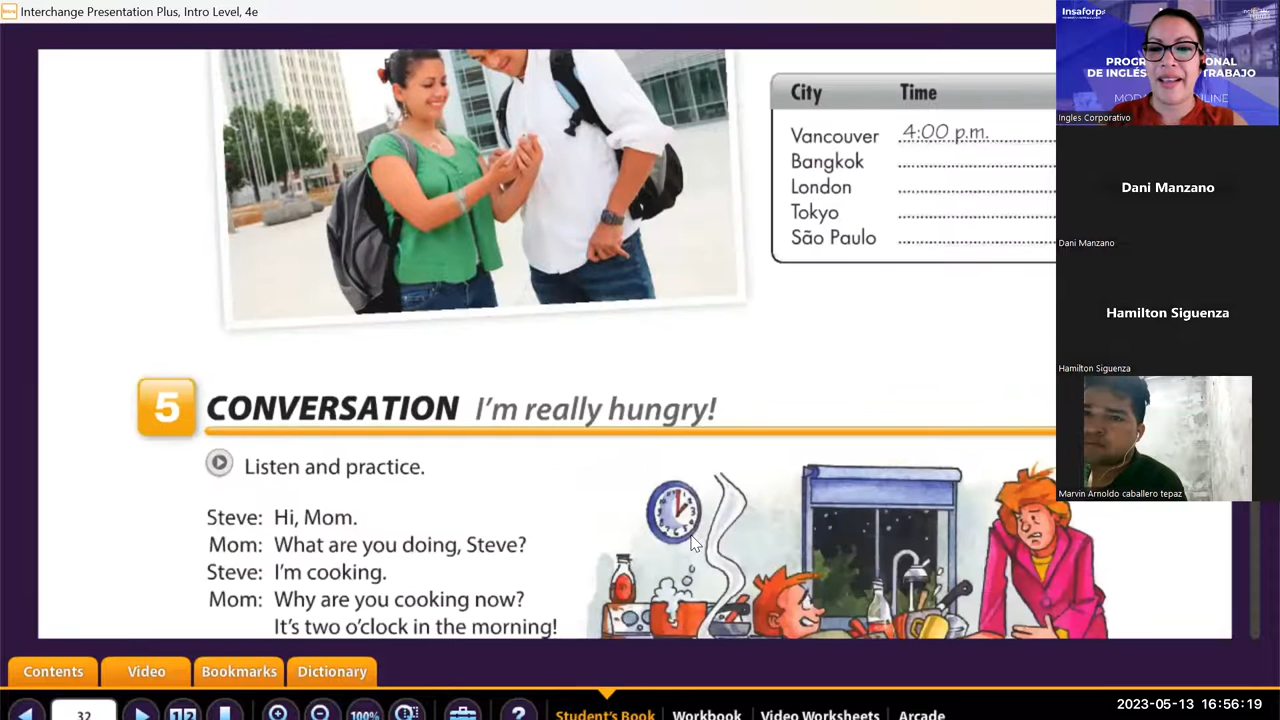 Interchange Presentation Plus, Intro Level, 4e
City Time
Vancouver 4:00 p.m.
Bangkok
London
Tokyo
São Paulo
5 CONVERSATION I'm really hungry!
Listen and practice.
Steve: Hi, Mom.
Mom: What are you doing, Steve?
Steve: I'm cooking.
Mom: Why are you cooking now?
It's two o'clock in the morning!
Contents Video Bookmarks Dictionary
32 1|2 100% ? Student's Book Workbook Video Worksheets Arcade
Insaforp
Ingles Corporativo
Dani Manzano
Dani Manzano
Hamilton Siguenza
Hamilton Siguenza
Marvin Arnoldo caballero tepaz
2023-05-13 16:56:19